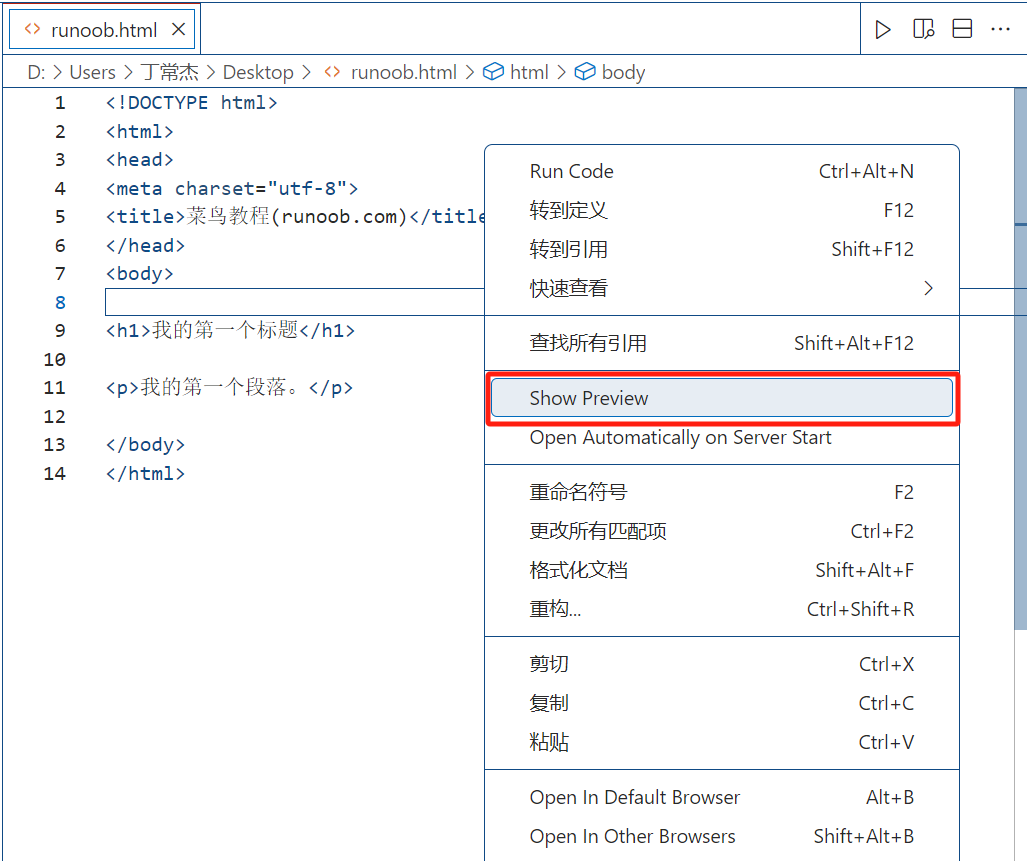 runoob.html
D: > Users > 丁常杰 > Desktop > <> runoob.html > html > body
1 <!DOCTYPE html>
2 <html>
3 <head>
4 <meta charset="utf-8">
5 <title>菜鸟教程(runoob.com)</title
6 </head>
7 <body>
8
9 <h1>我的第一个标题</h1>
10
11 <p>我的第一个段落。</p>
12
13 </body>
14 </html>
Run Code Ctrl+Alt+N
转到定义 F12
转到引用 Shift+F12
快速查看
查找所有引用 Shift+Alt+F12
Show Preview
Open Automatically on Server Start
重命名符号 F2
更改所有匹配项 Ctrl+F2
格式化文档 Shift+Alt+F
重构... Ctrl+Shift+R
剪切 Ctrl+X
复制 Ctrl+C
粘贴 Ctrl+V
Open In Default Browser Alt+B
Open In Other Browsers Shift+Alt+B